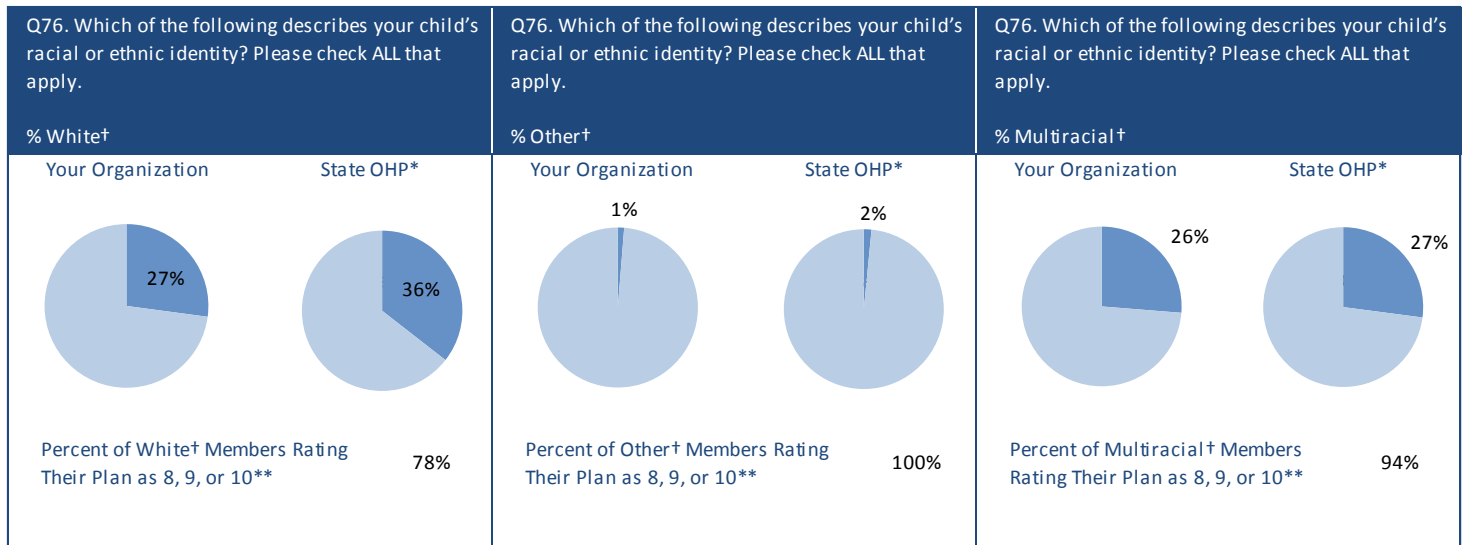 Q76. Which of the following describes your child's
racial or ethnic identity? Please check ALL that
apply.
% White†
Your Organization
State OHP*
27%
36%
Percent of White† Members Rating
Their Plan as 8, 9, or 10**
78%
Q76. Which of the following describes your child's
racial or ethnic identity? Please check ALL that
apply.
% Other†
Your Organization
State OHP*
1%
2%
Percent of Other† Members Rating
Their Plan as 8, 9, or 10**
100%
Q76. Which of the following describes your child's
racial or ethnic identity? Please check ALL that
apply.
% Multiracial†
Your Organization
State OHP*
26%
27%
Percent of Multiracial† Members
Rating Their Plan as 8, 9, or 10**
94%